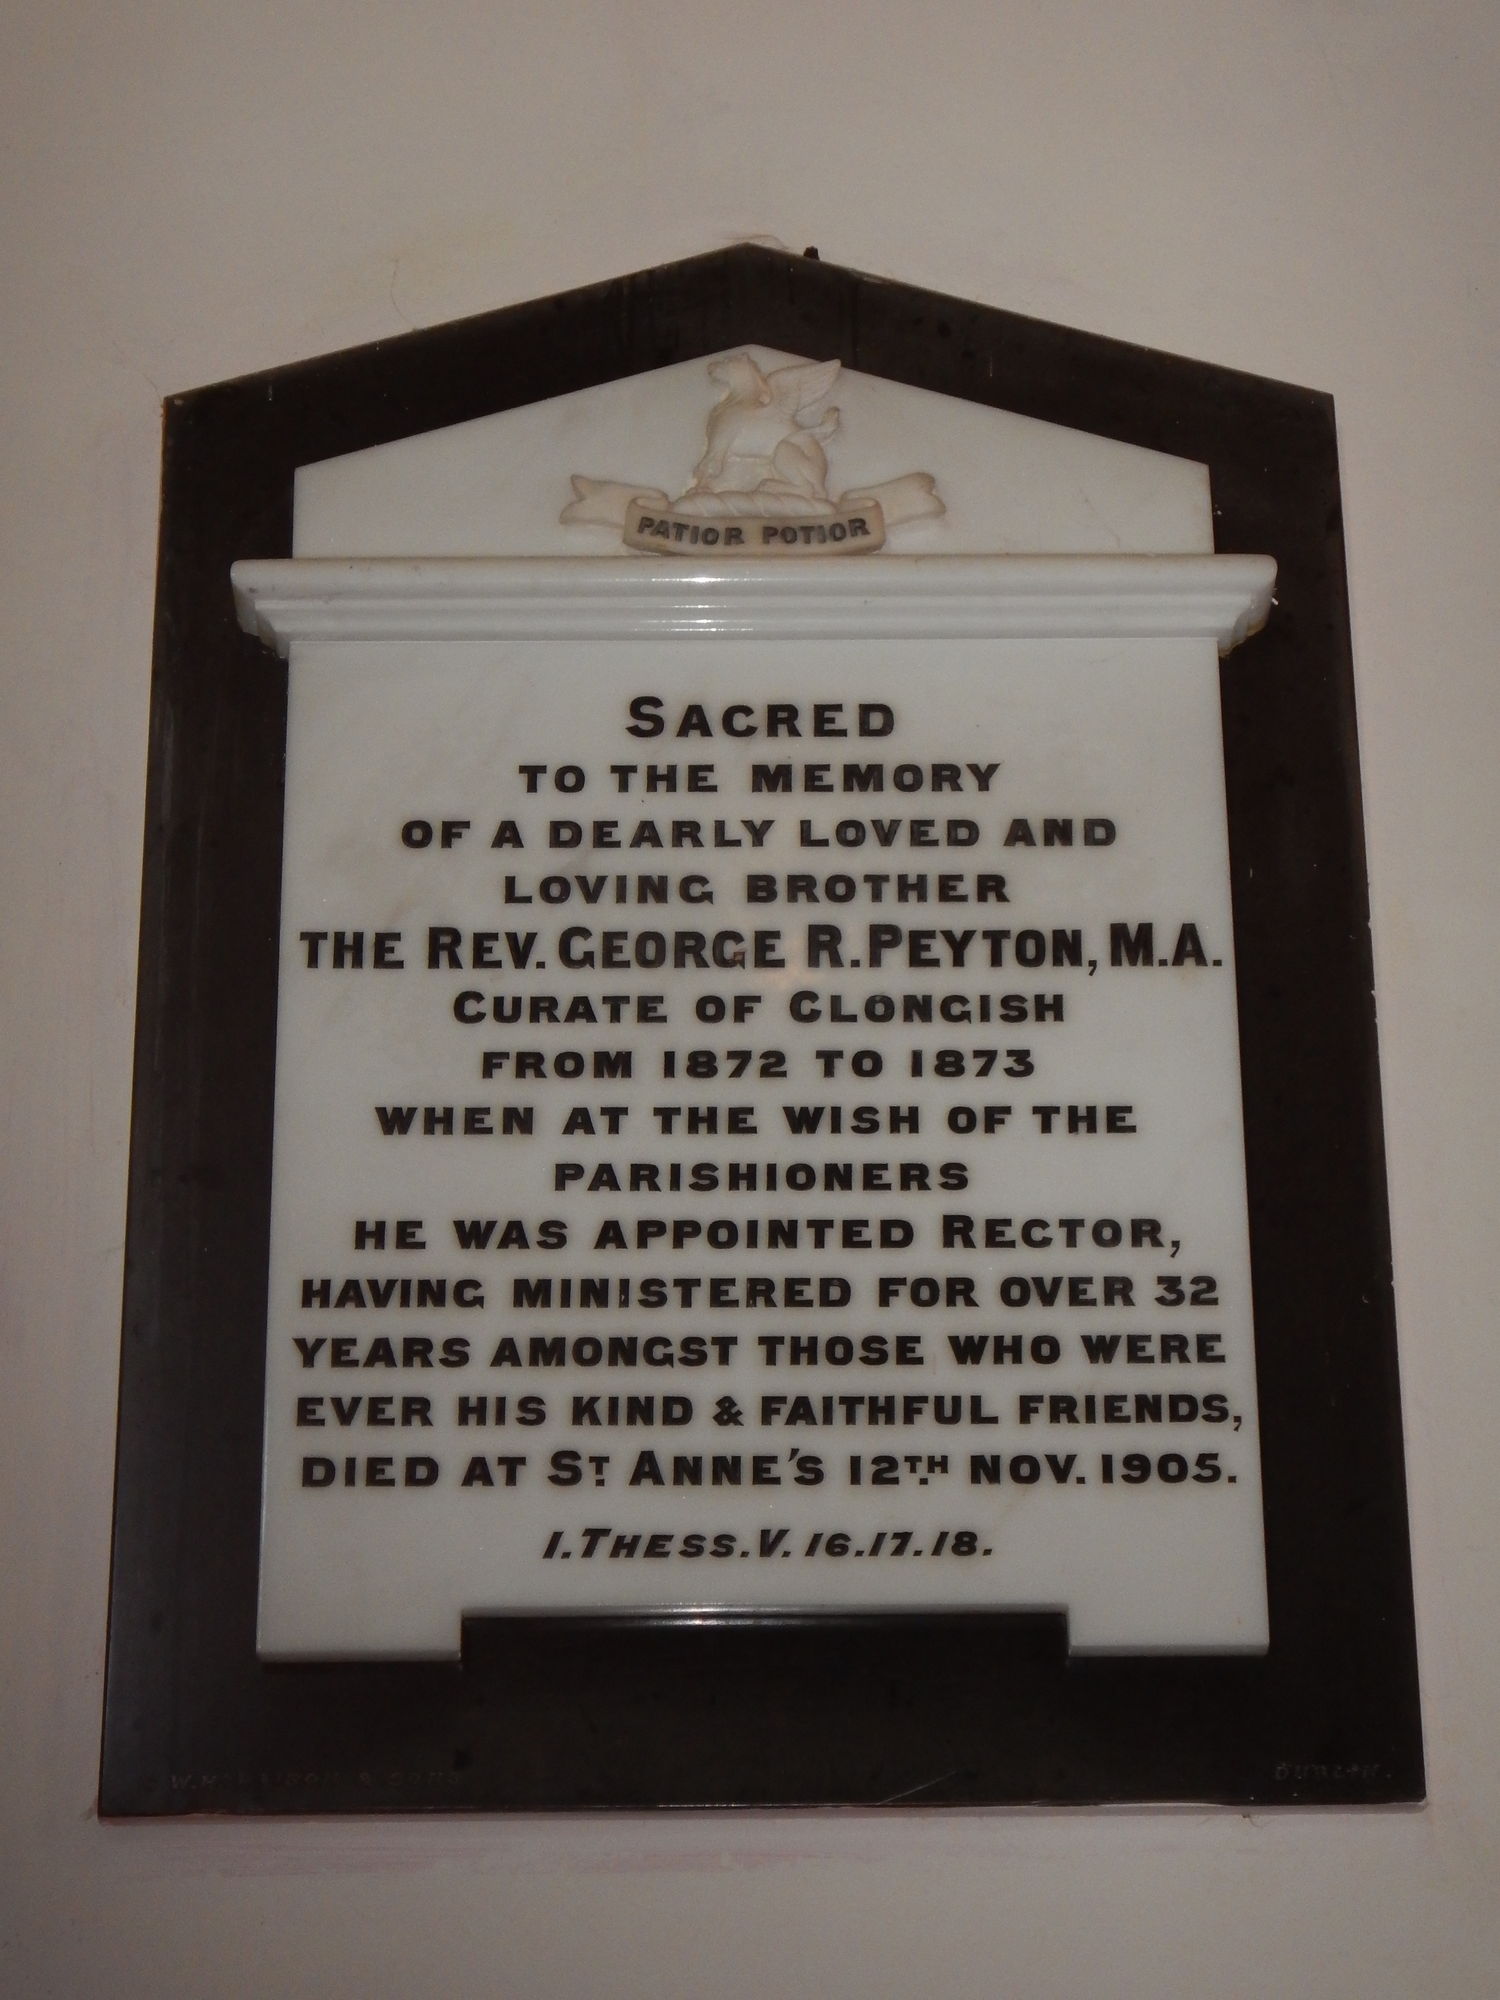 PATIOR POTIOR
SACRED
TO THE MEMORY
OF A DEARLY LOVED AND
LOVING BROTHER
THE REV. GEORGE R. PEYTON, M.A.
CURATE OF CLONGISH
FROM 1872 TO 1873
WHEN AT THE WISH OF THE
PARISHIONERS
HE WAS APPOINTED RECTOR,
HAVING MINISTERED FOR OVER 32
YEARS AMONGST THOSE WHO WERE
EVER HIS KIND & FAITHFUL FRIENDS,
DIED AT ST ANNE'S 12TH NOV. 1905.
I. THESS. V. 16. 17. 18.
W. HARRISON & SONS DUBLIN.